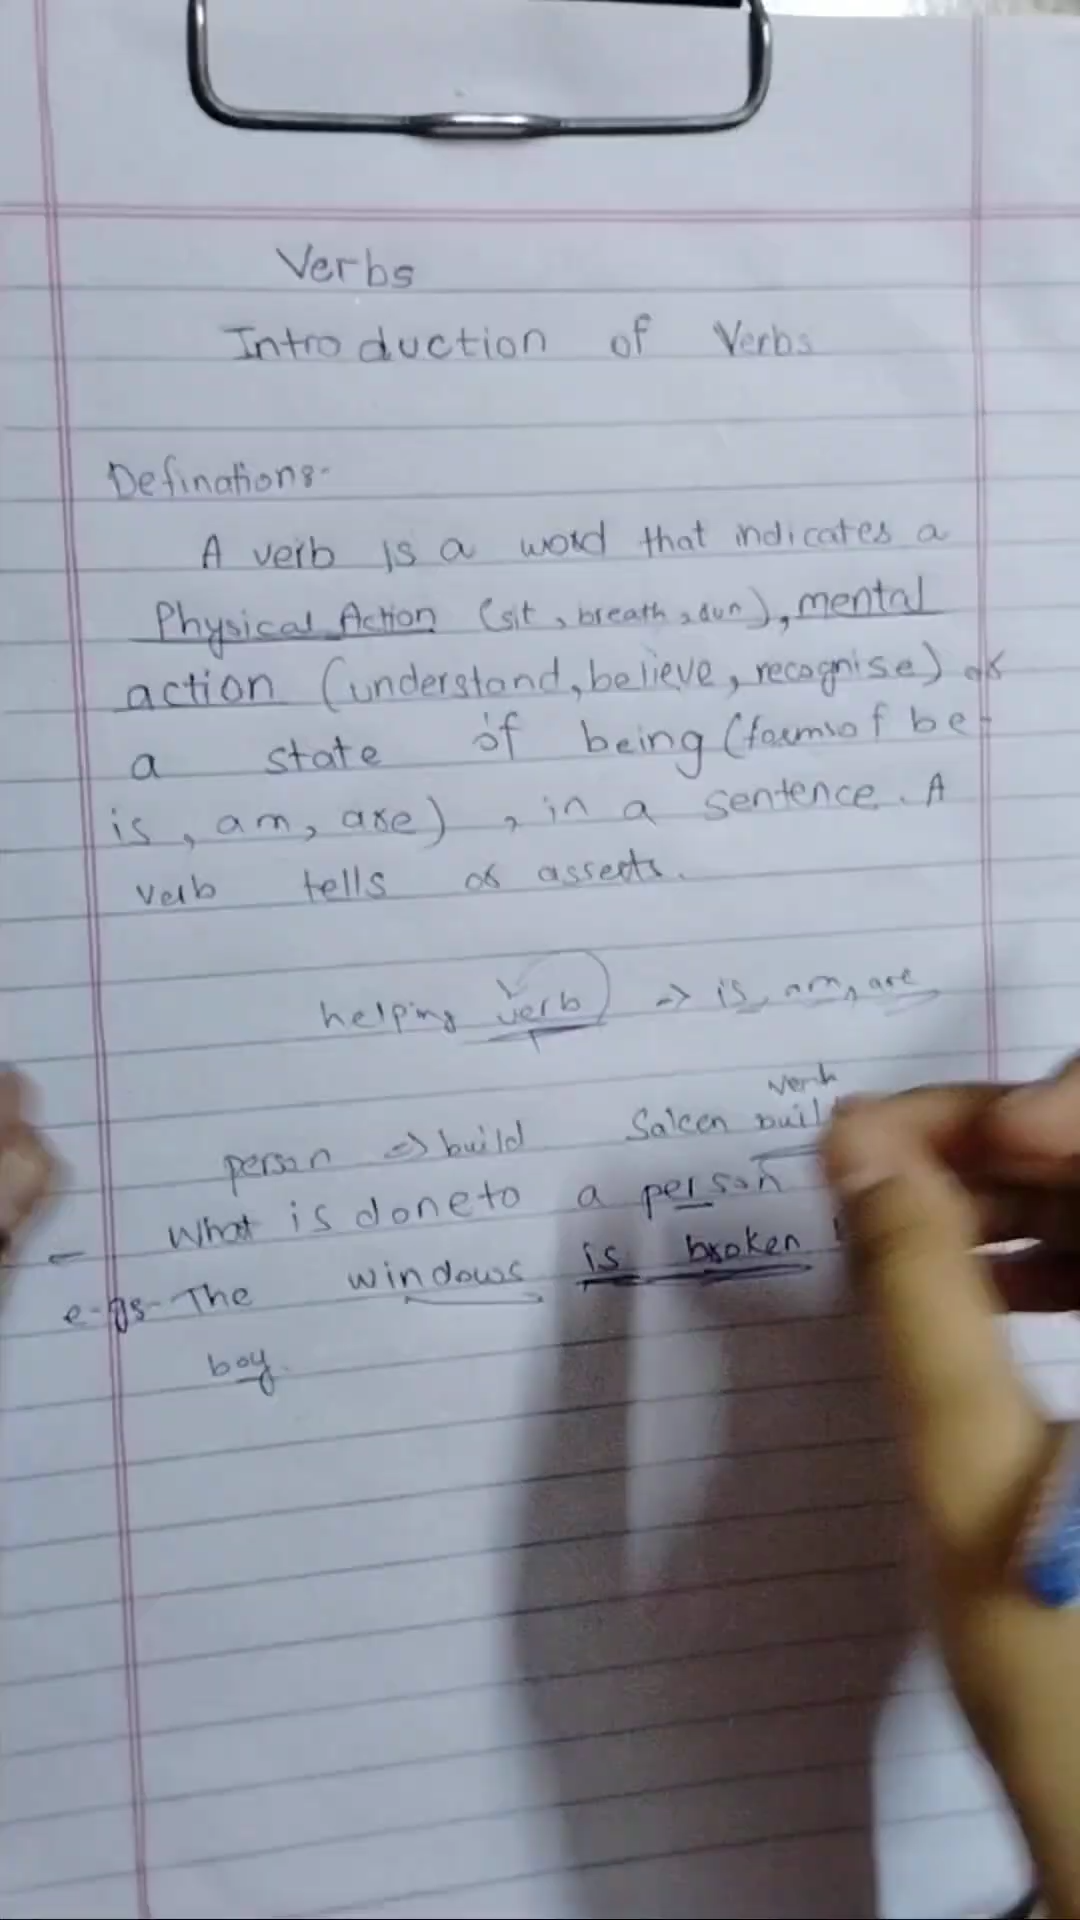 Verbs
Introduction of Verbs
Definations-
A verb is a word that indicates a
Physical Action (sit, breath, run), mental
action (understand, believe, recognise) or
a state of being (forms of be-
is, am, are) , in a sentence. A
verb tells or asserts.
helping verb => is, am, are
verb
person => build Saleen buil
- What is done to a person
e-gs- The windows is broken
boy.